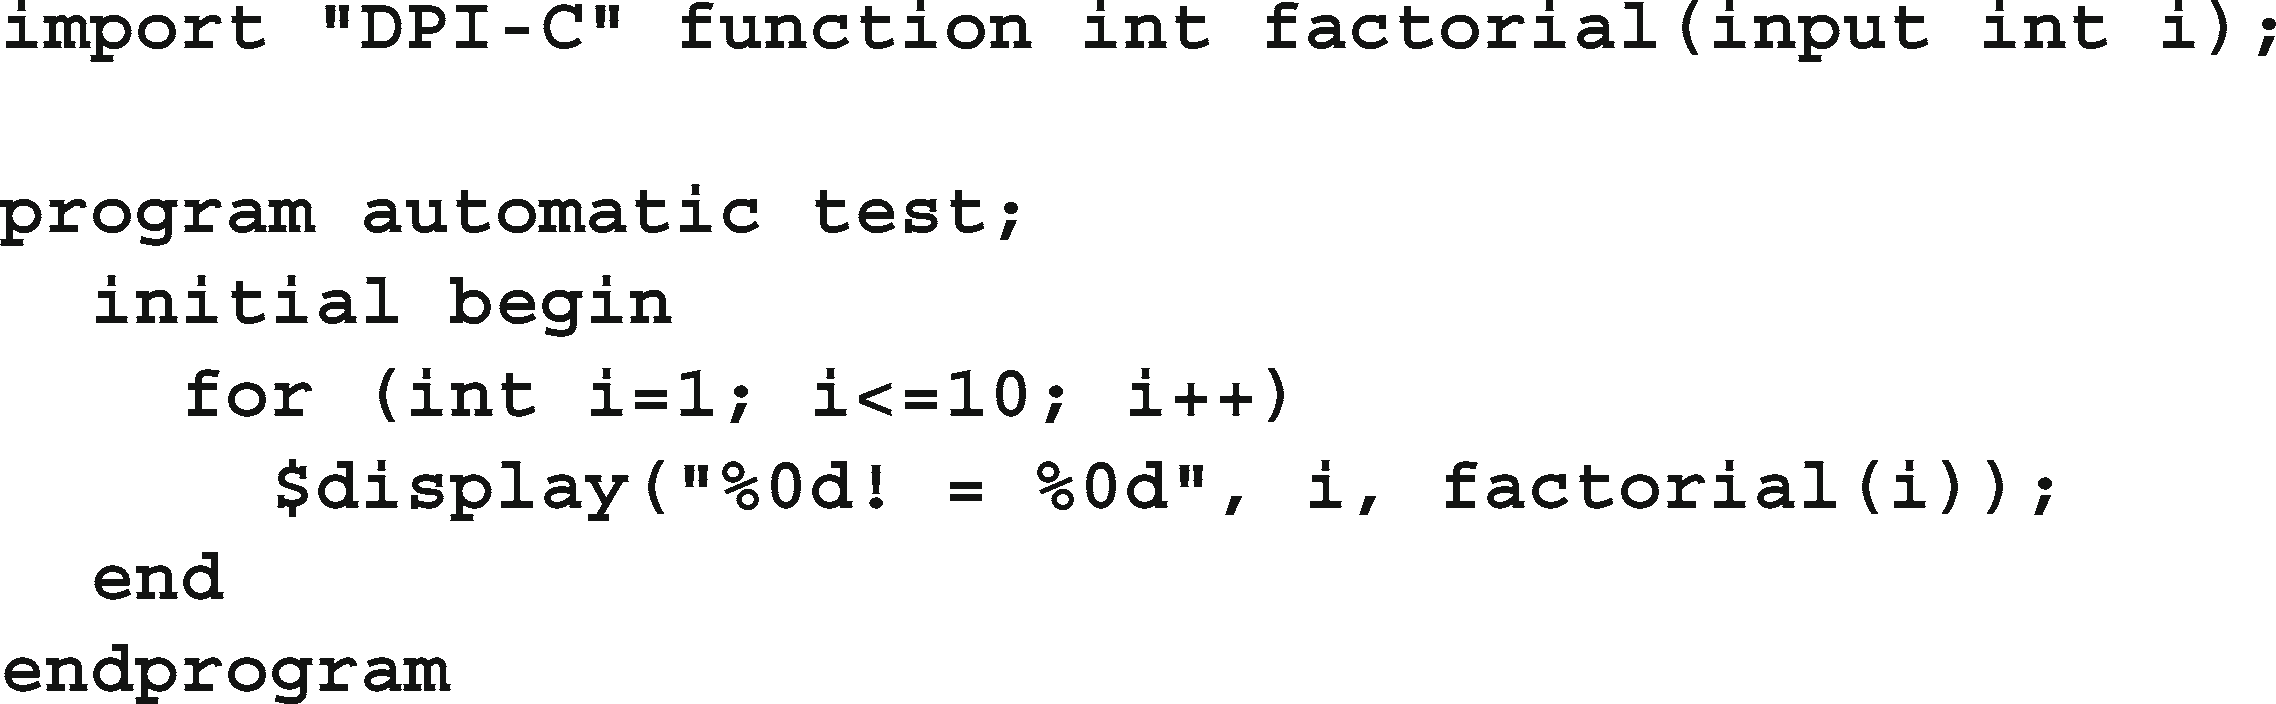 import "DPI-C" function int factorial(input int i);
program automatic test;
initial begin
for (int i=1; i<=10; i++)
$display("%0d! = %0d", i, factorial(i));
end
endprogram